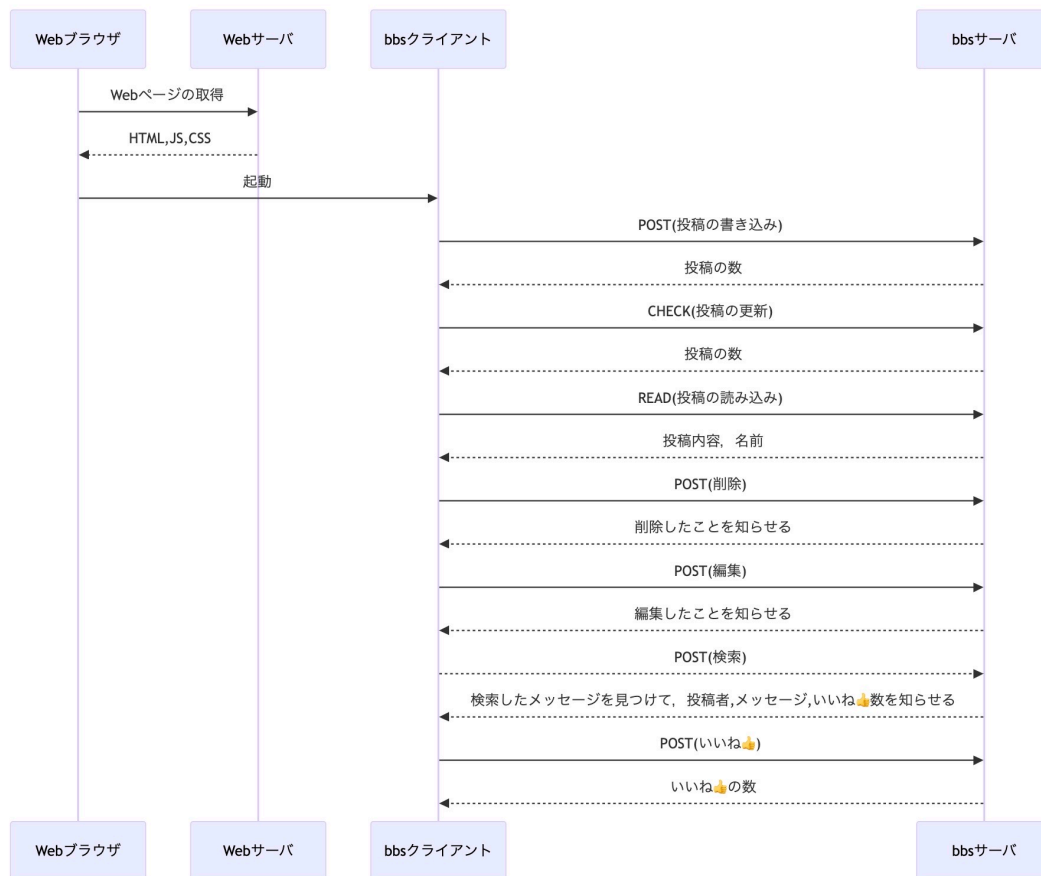 Webブラウザ
Webサーバ
bbsクライアント
bbsサーバ
Webページの取得
HTML,JS,CSS
起動
POST(投稿の書き込み)
投稿の数
CHECK(投稿の更新)
投稿の数
READ(投稿の読み込み)
投稿内容，名前
POST(削除)
削除したことを知らせる
POST(編集)
編集したことを知らせる
POST(検索)
検索したメッセージを見つけて，投稿者,メッセージ,いいね👍数を知らせる
POST(いいね👍)
いいね👍の数
Webブラウザ
Webサーバ
bbsクライアント
bbsサーバ